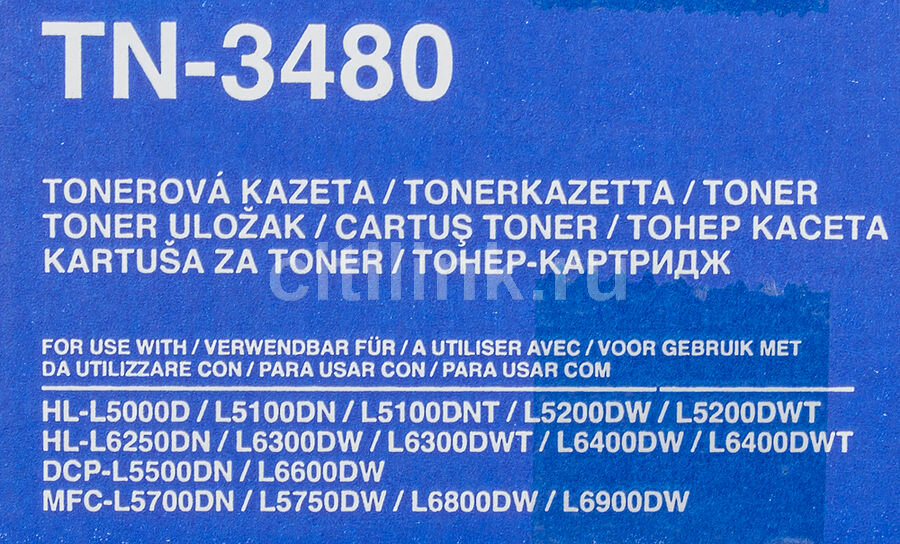 TN-3480
TONEROVÁ KAZETA / TONERKAZETTA / TONER
TONER ULOŽAK / CARTUŞ TONER / ТОНЕР КАСЕТА
KARTUŠA ZA TONER / ТОНЕР-КАРТРИДЖ
citilink.ru
FOR USE WITH / VERWENDBAR FÜR / A UTILISER AVEC / VOOR GEBRUIK MET
DA UTILIZZARE CON / PARA USAR CON / PARA USAR COM
HL-L5000D / L5100DN / L5100DNT / L5200DW / L5200DWT
HL-L6250DN / L6300DW / L6300DWT / L6400DW / L6400DWT
DCP-L5500DN / L6600DW
MFC-L5700DN / L5750DW / L6800DW / L6900DW